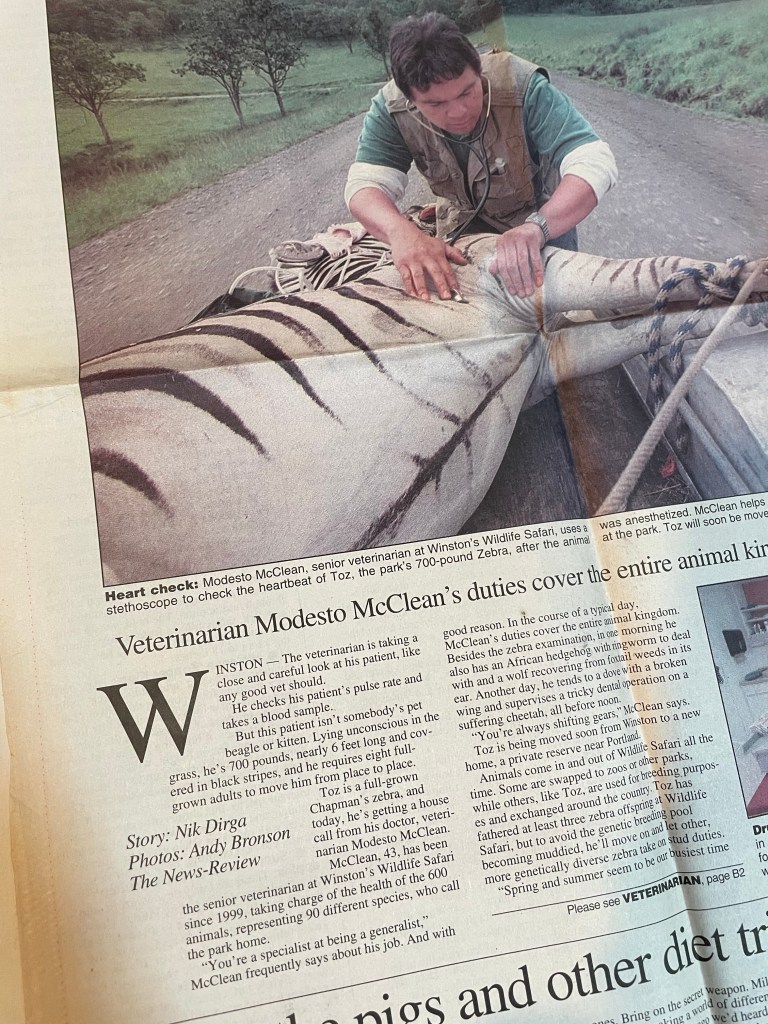 Heart check: Modesto McClean, senior veterinarian at Winston's Wildlife Safari, uses a
stethoscope to check the heartbeat of Toz, the park's 700-pound Zebra, after the animal
was anesthetized. McClean helps
at the park. Toz will soon be move
Veterinarian Modesto McClean's duties cover the entire animal kin
WINSTON — The veterinarian is taking a
close and careful look at his patient, like
any good vet should.
He checks his patient's pulse rate and
takes a blood sample.
But this patient isn't somebody's pet
beagle or kitten. Lying unconscious in the
grass, he's 700 pounds, nearly 6 feet long and cov-
ered in black stripes, and he requires eight full-
grown adults to move him from place to place.
Toz is a full-grown
Chapman's zebra, and
today, he's getting a house
call from his doctor, veteri-
narian Modesto McClean.
McClean, 43, has been
Story: Nik Dirga
Photos: Andy Bronson
The News-Review
the senior veterinarian at Winston's Wildlife Safari
since 1999, taking charge of the health of the 600
animals, representing 90 different species, who call
the park home.
"You're a specialist at being a generalist,"
McClean frequently says about his job. And with
good reason. In the course of a typical day,
McClean's duties cover the entire animal kingdom.
Besides the zebra examination, in one morning he
also has an African hedgehog with ringworm to deal
with and a wolf recovering from foxtail weeds in its
ear. Another day, he tends to a dove with a broken
wing and supervises a tricky dental operation on a
suffering cheetah, all before noon.
"You're always shifting gears," McClean says.
Toz is being moved soon from Winston to a new
home, a private reserve near Portland.
Animals come in and out of Wildlife Safari all the
time. Some are swapped to zoos or other parks,
while others, like Toz, are used for breeding purpos-
es and exchanged around the country. Toz has
fathered at least three zebra offspring at Wildlife
Safari, but to avoid the genetic breeding pool
becoming muddied, he'll move on and let other,
more genetically diverse zebra take on stud duties.
"Spring and summer seem to be our busiest time
Please see VETERINARIAN, page B2
Dr
in
fo
w
pigs and other diet tri
nes. Bring on the secret weapon. Mil
king a world of differen
we'd heard